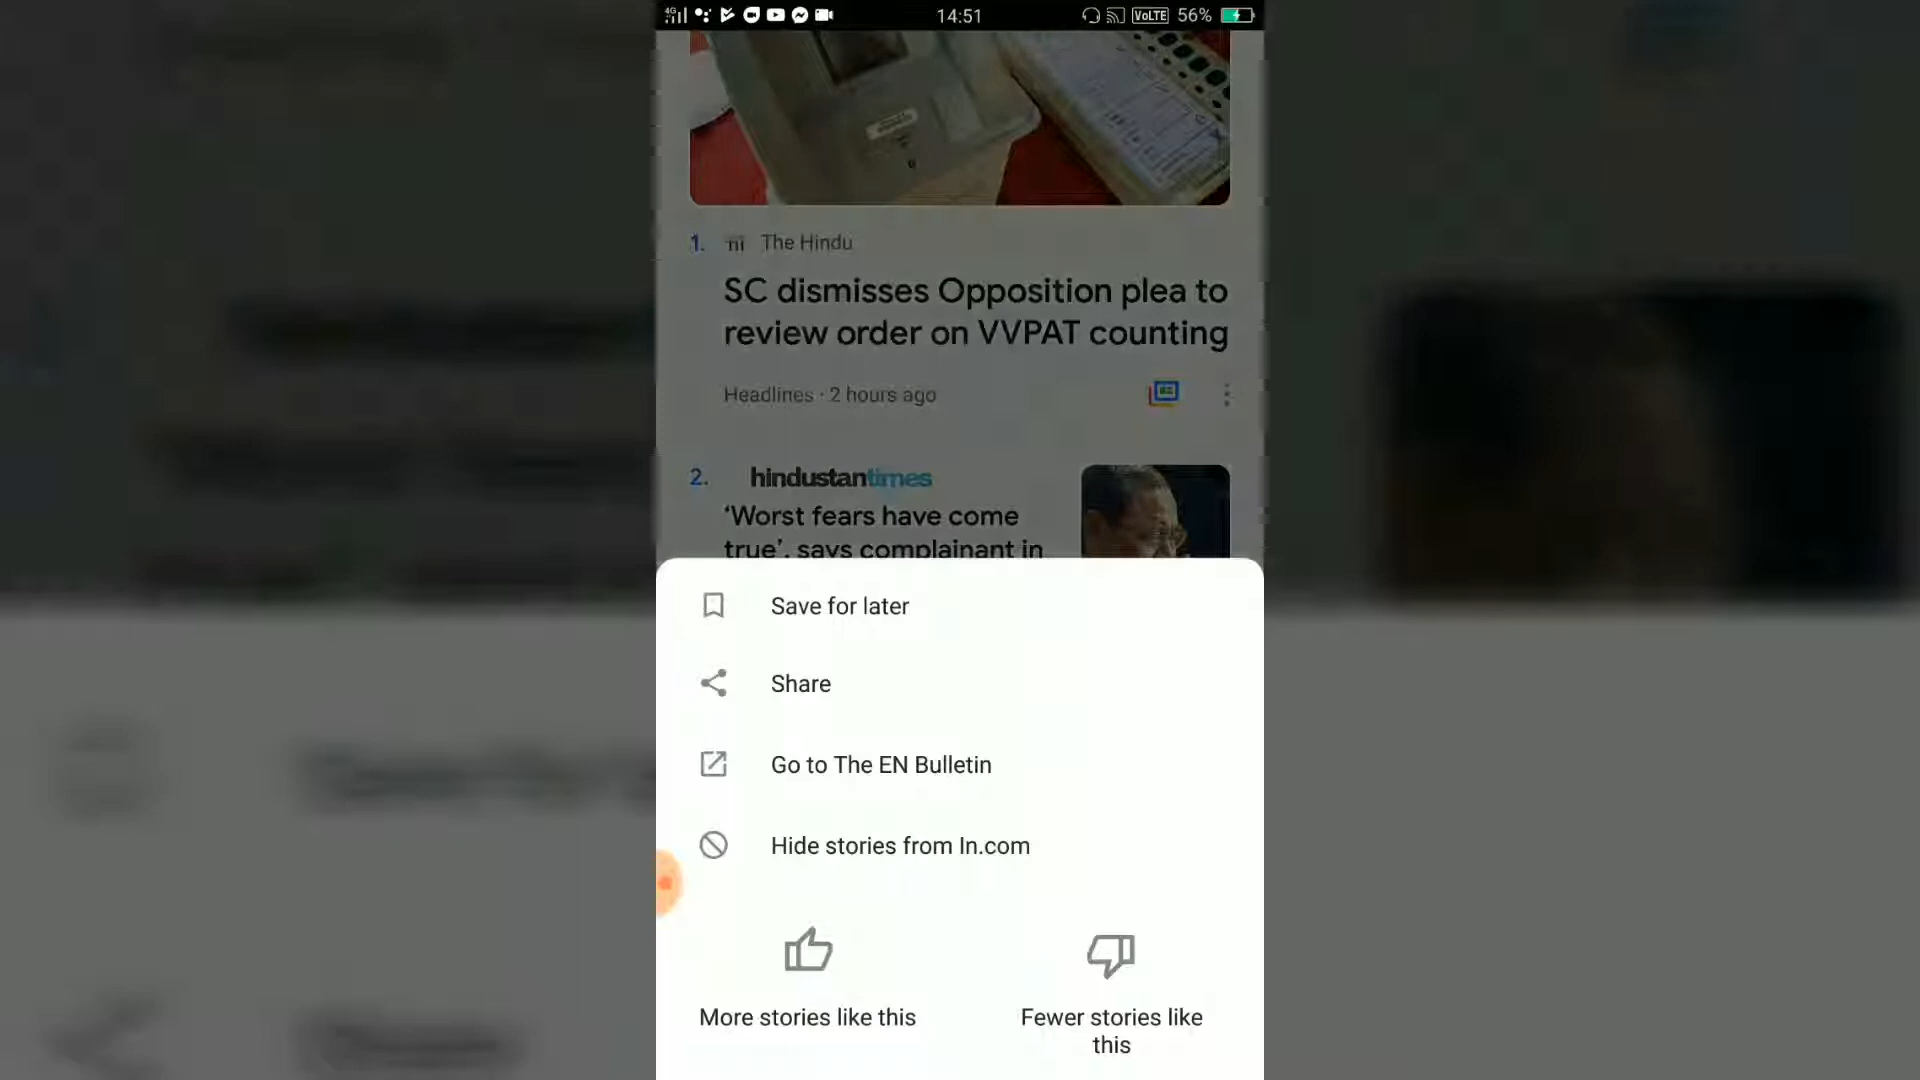 4G 14:51 VoLTE 56%
1. The Hindu
SC dismisses Opposition plea to
review order on VVPAT counting
Headlines · 2 hours ago
2. hindustantimes
‘Worst fears have come
true’, says complainant in
Save for later
Share
Go to The EN Bulletin
Hide stories from In.com
More stories like this
Fewer stories like
this